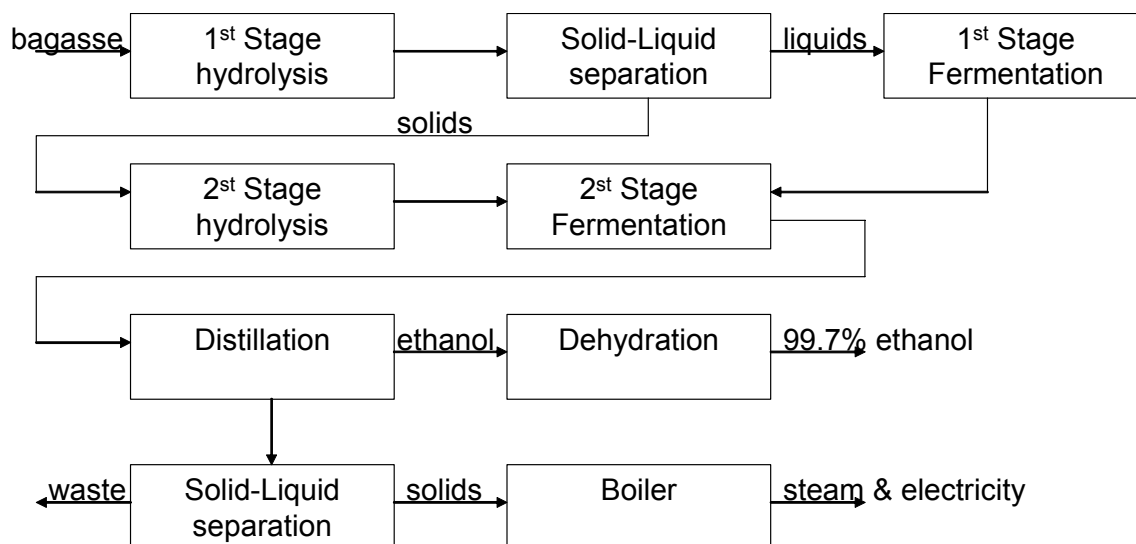 bagasse
1st Stage
hydrolysis
Solid-Liquid
separation
liquids
1st Stage
Fermentation
solids
2st Stage
hydrolysis
2st Stage
Fermentation
Distillation
ethanol
Dehydration
99.7% ethanol
waste
Solid-Liquid
separation
solids
Boiler
steam & electricity